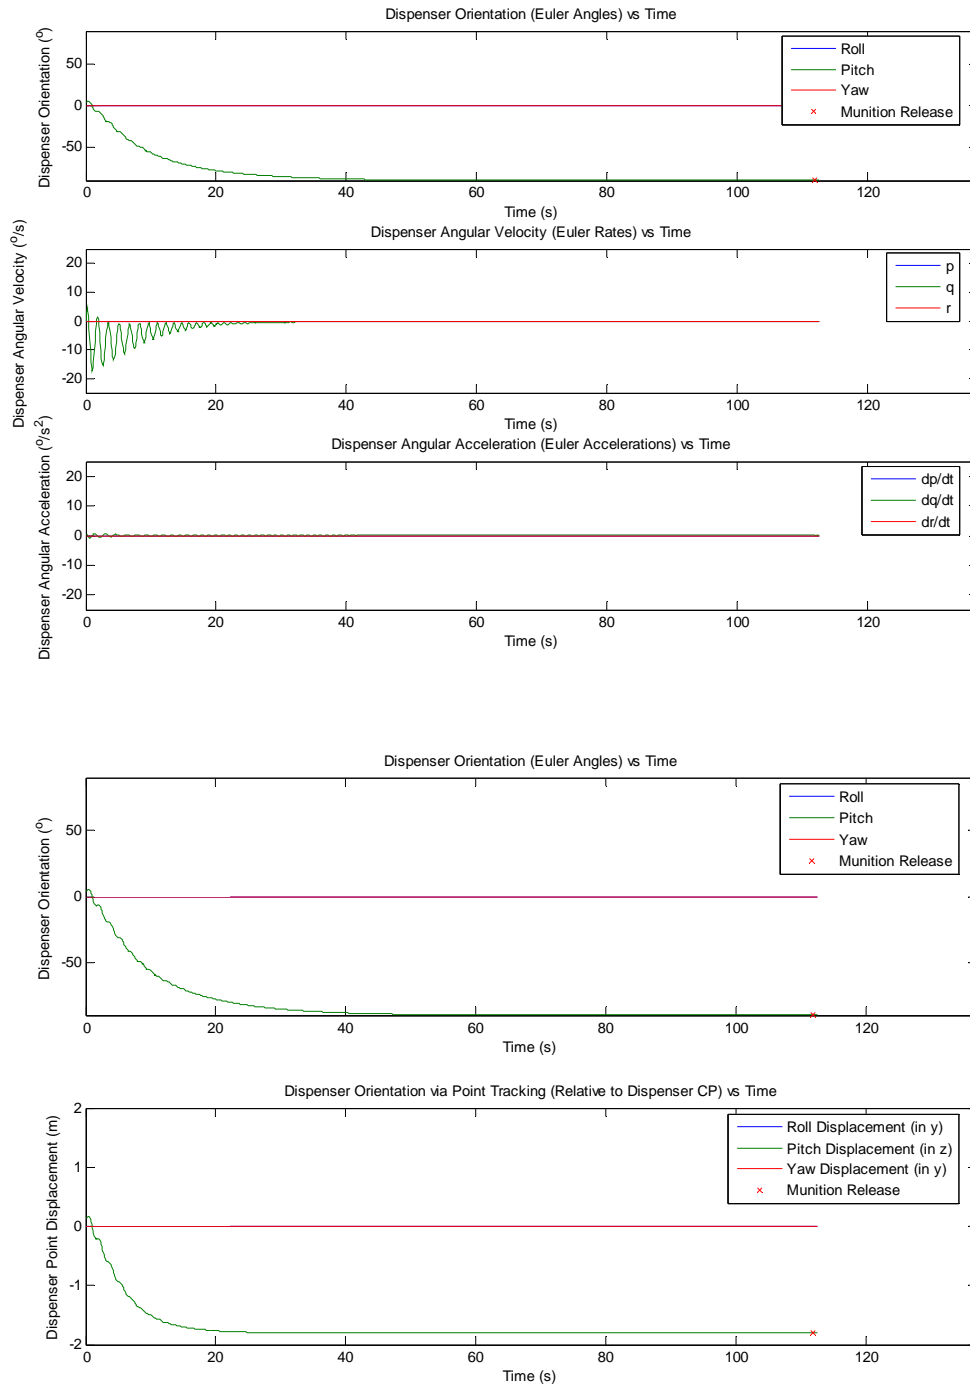 Dispenser Orientation (Euler Angles) vs Time
Dispenser Orientation (º)
50
0
-50
0 20 40 60 80 100 120
Time (s)
Roll
Pitch
Yaw
Munition Release
Dispenser Angular Velocity (Euler Rates) vs Time
Dispenser Angular Velocity (º/s)
20
10
0
-10
-20
0 20 40 60 80 100 120
Time (s)
p
q
r
Dispenser Angular Acceleration (Euler Accelerations) vs Time
Dispenser Angular Acceleration (º/s²)
20
10
0
-10
-20
0 20 40 60 80 100 120
Time (s)
dp/dt
dq/dt
dr/dt
Dispenser Orientation (Euler Angles) vs Time
Dispenser Orientation (º)
50
0
-50
0 20 40 60 80 100 120
Time (s)
Roll
Pitch
Yaw
Munition Release
Dispenser Orientation via Point Tracking (Relative to Dispenser CP) vs Time
Dispenser Point Displacement (m)
2
1
0
-1
-2
0 20 40 60 80 100 120
Time (s)
Roll Displacement (in y)
Pitch Displacement (in z)
Yaw Displacement (in y)
Munition Release